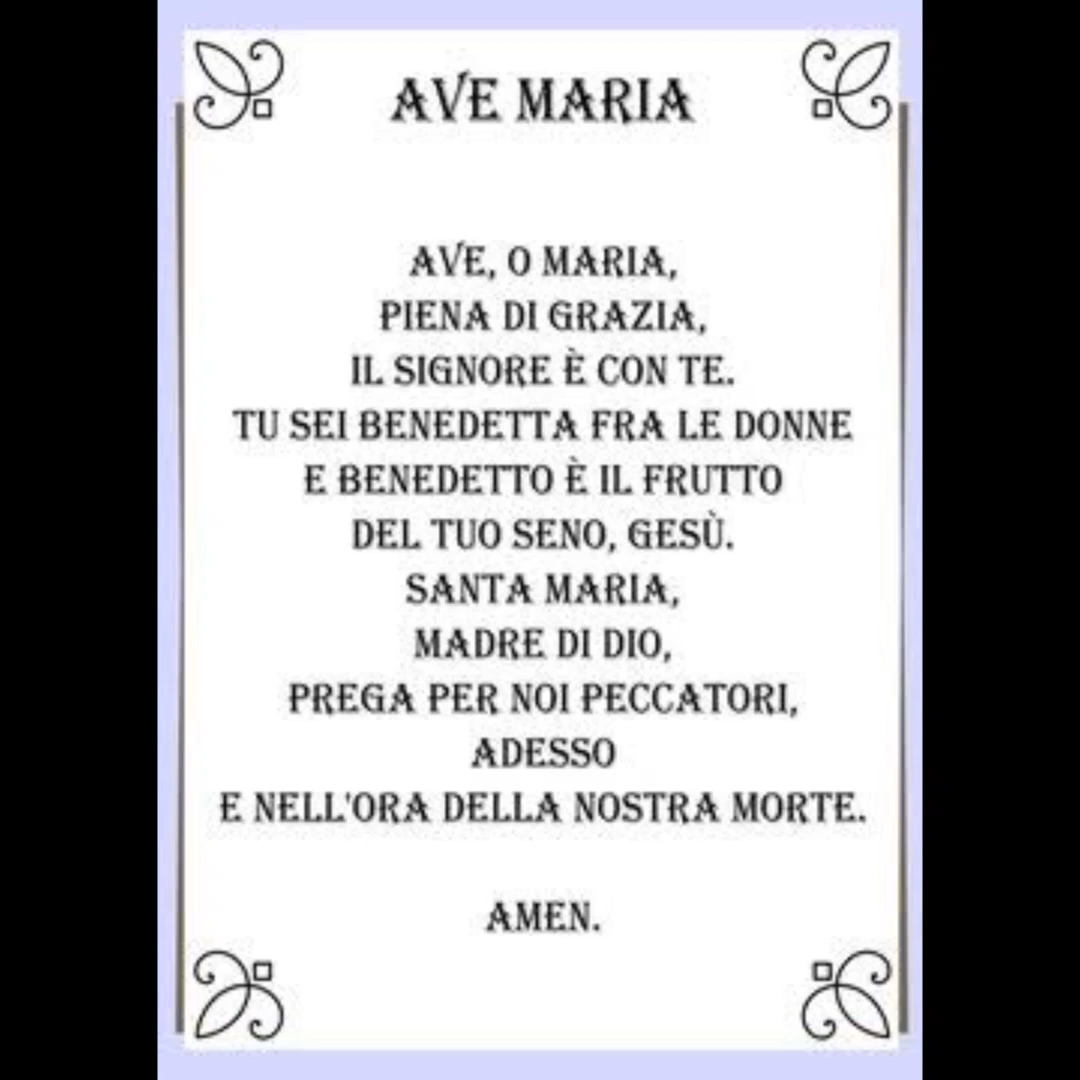 AVE MARIA
AVE, O MARIA,
PIENA DI GRAZIA,
IL SIGNORE È CON TE.
TU SEI BENEDETTA FRA LE DONNE
E BENEDETTO È IL FRUTTO
DEL TUO SENO, GESÙ.
SANTA MARIA,
MADRE DI DIO,
PREGA PER NOI PECCATORI,
ADESSO
E NELL'ORA DELLA NOSTRA MORTE.
AMEN.